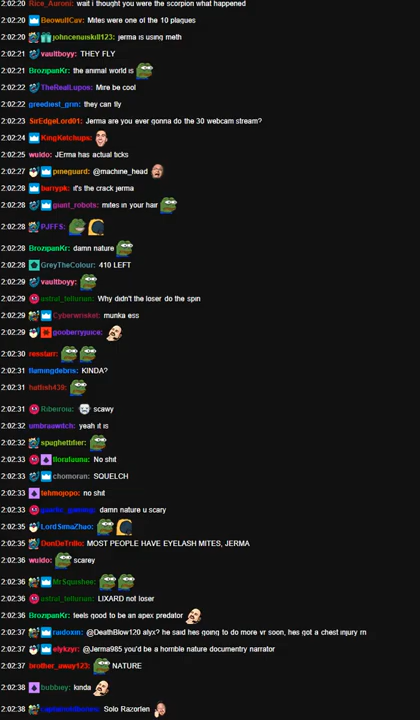 2:02:20 Rice_Auroni: wait i thought you were the scorpion what happened
2:02:20 BeowulfCav: Mites were one of the 10 plagues
2:02:20 johncenaiskill123: jerma is using meth
2:02:21 vaultboyy: THEY FLY
2:02:21 BrozipanKr: the animal world is
2:02:22 TheRealLupos: Mire be cool
2:02:22 greediest_grin: they can fly
2:02:23 SirEdgeLord01: Jerma are you ever gonna do the 30 webcam stream?
2:02:24 KingKetchups:
2:02:25 wuldo: JErma has actual ticks
2:02:27 pineguard: @machine_head
2:02:28 barrypk: it's the crack jerma
2:02:28 giant_robots: mites in your hair
2:02:28 PJFFS:
2:02:28 BrozipanKr: damn nature
2:02:28 GreyTheColour: 410 LEFT
2:02:29 vaultboyy:
2:02:29 astral_tellurian: Why didn't the loser do the spin
2:02:29 Cyberwrisket: munka ess
2:02:29 gooberryjuice:
2:02:30 resslarr:
2:02:31 flamingdebris: KINDA?
2:02:31 hatfish439:
2:02:31 Ribeirou: scawy
2:02:32 umbraawitch: yeah it is
2:02:32 spaghettifier:
2:02:33 florafauna: No shit
2:02:33 chomoran: SQUELCH
2:02:33 tehmojopo: no shit
2:02:33 damn nature u scary
2:02:35 LordSimaZhao:
2:02:35 DonDeTrillo: MOST PEOPLE HAVE EYELASH MITES, JERMA
2:02:36 wuldo: scarey
2:02:36 MrSquishee:
2:02:36 astral_tellurian: LIXARD not loser
2:02:36 BrozipanKr: feels good to be an apex predator
2:02:37 raidoxin: @DeathBlow120 alyx? he said hes going to do more vr soon, hes got a chest injury rn
2:02:37 elykzyr: @Jerma985 you'd be a horrible nature documentry narrator
2:02:37 brother_away123: NATURE
2:02:38 bubbey: kinda
2:02:38 Solo Razorlen